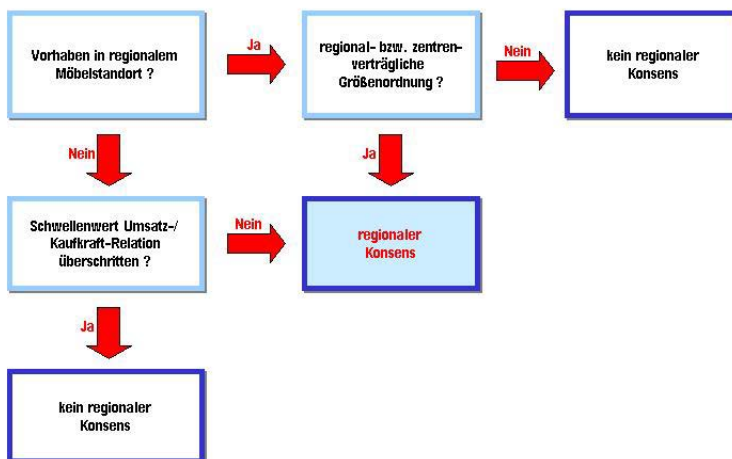 Vorhaben in regionalem
Möbelstandort ?
Ja
regional- bzw. zentren-
verträgliche
Größenordnung ?
Nein
kein regionaler
Konsens
Nein
Ja
Schwellenwert Umsatz-/
Kaufkraft-Relation
überschritten ?
Nein
regionaler
Konsens
Ja
kein regionaler
Konsens